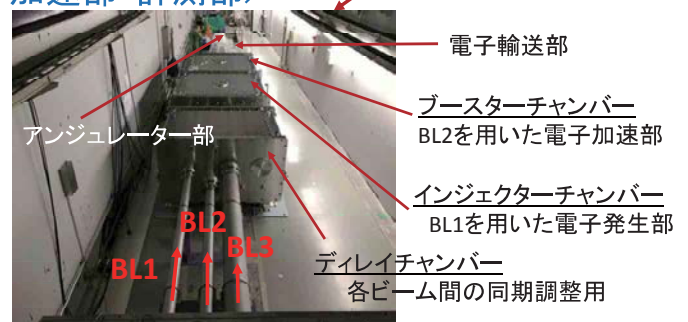 加速部・計測部>
電子輸送部
ブースターチャンバー
BL2を用いた電子加速部
アンジュレーター部
インジェクターチャンバー
BL1を用いた電子発生部
BL2
BL3
BL1
ディレイチャンバー
各ビーム間の同期調整用